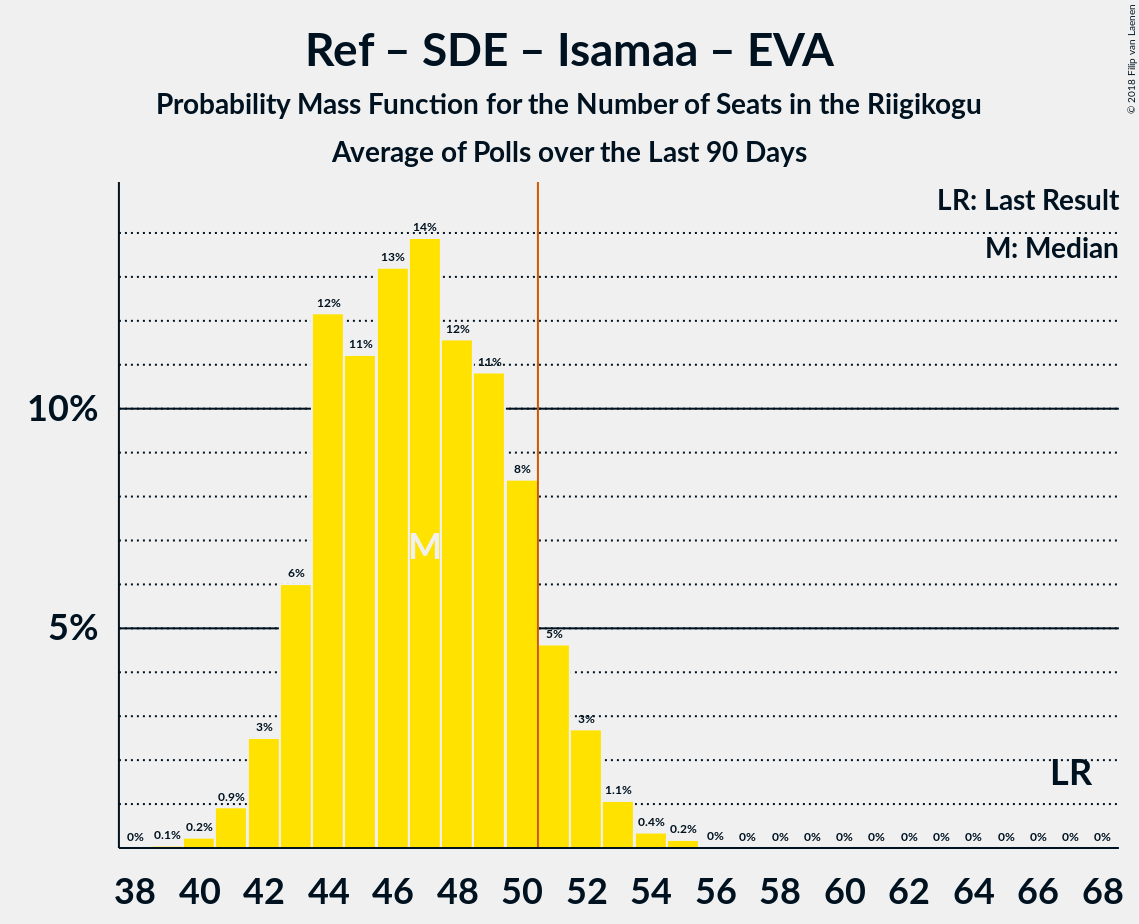 Ref – SDE – Isamaa – EVA
Probability Mass Function for the Number of Seats in the Riigikogu
Average of Polls over the Last 90 Days
© 2018 Filip van Laenen
LR: Last Result
M: Median
14%
13%
12%
12%
11%
11%
10%
8%
6%
5%
5%
3%
3%
1.1%
0.9%
0.4%
0.2%
0.2%
0.1%
0% 0% 0% 0% 0% 0% 0% 0% 0% 0% 0% 0% 0% 0%
M
LR
38 40 42 44 46 48 50 52 54 56 58 60 62 64 66 68